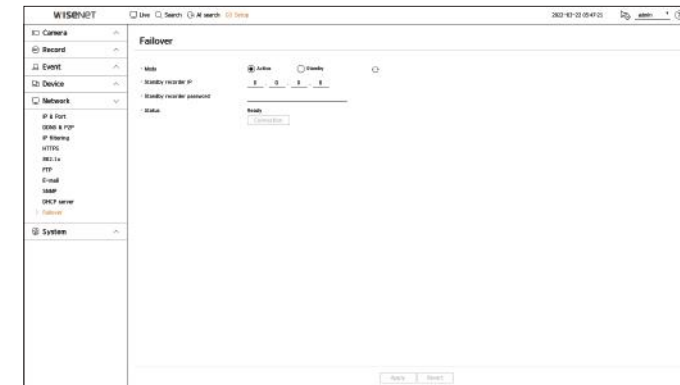 WISENET
Live Search AI search Setup 2022-03-22 05:47:21 admin
Camera
Record
Event
Device
Network
IP & Port
DDNS & P2P
IP filtering
HTTPS
802.1x
FTP
E-mail
SNMP
DHCP server
Failover
System
Failover
Mode Active Standby
Standby recorder IP 0 . 0 . 0 . 0
Standby recorder password
Status Ready
Connection
Apply Revert